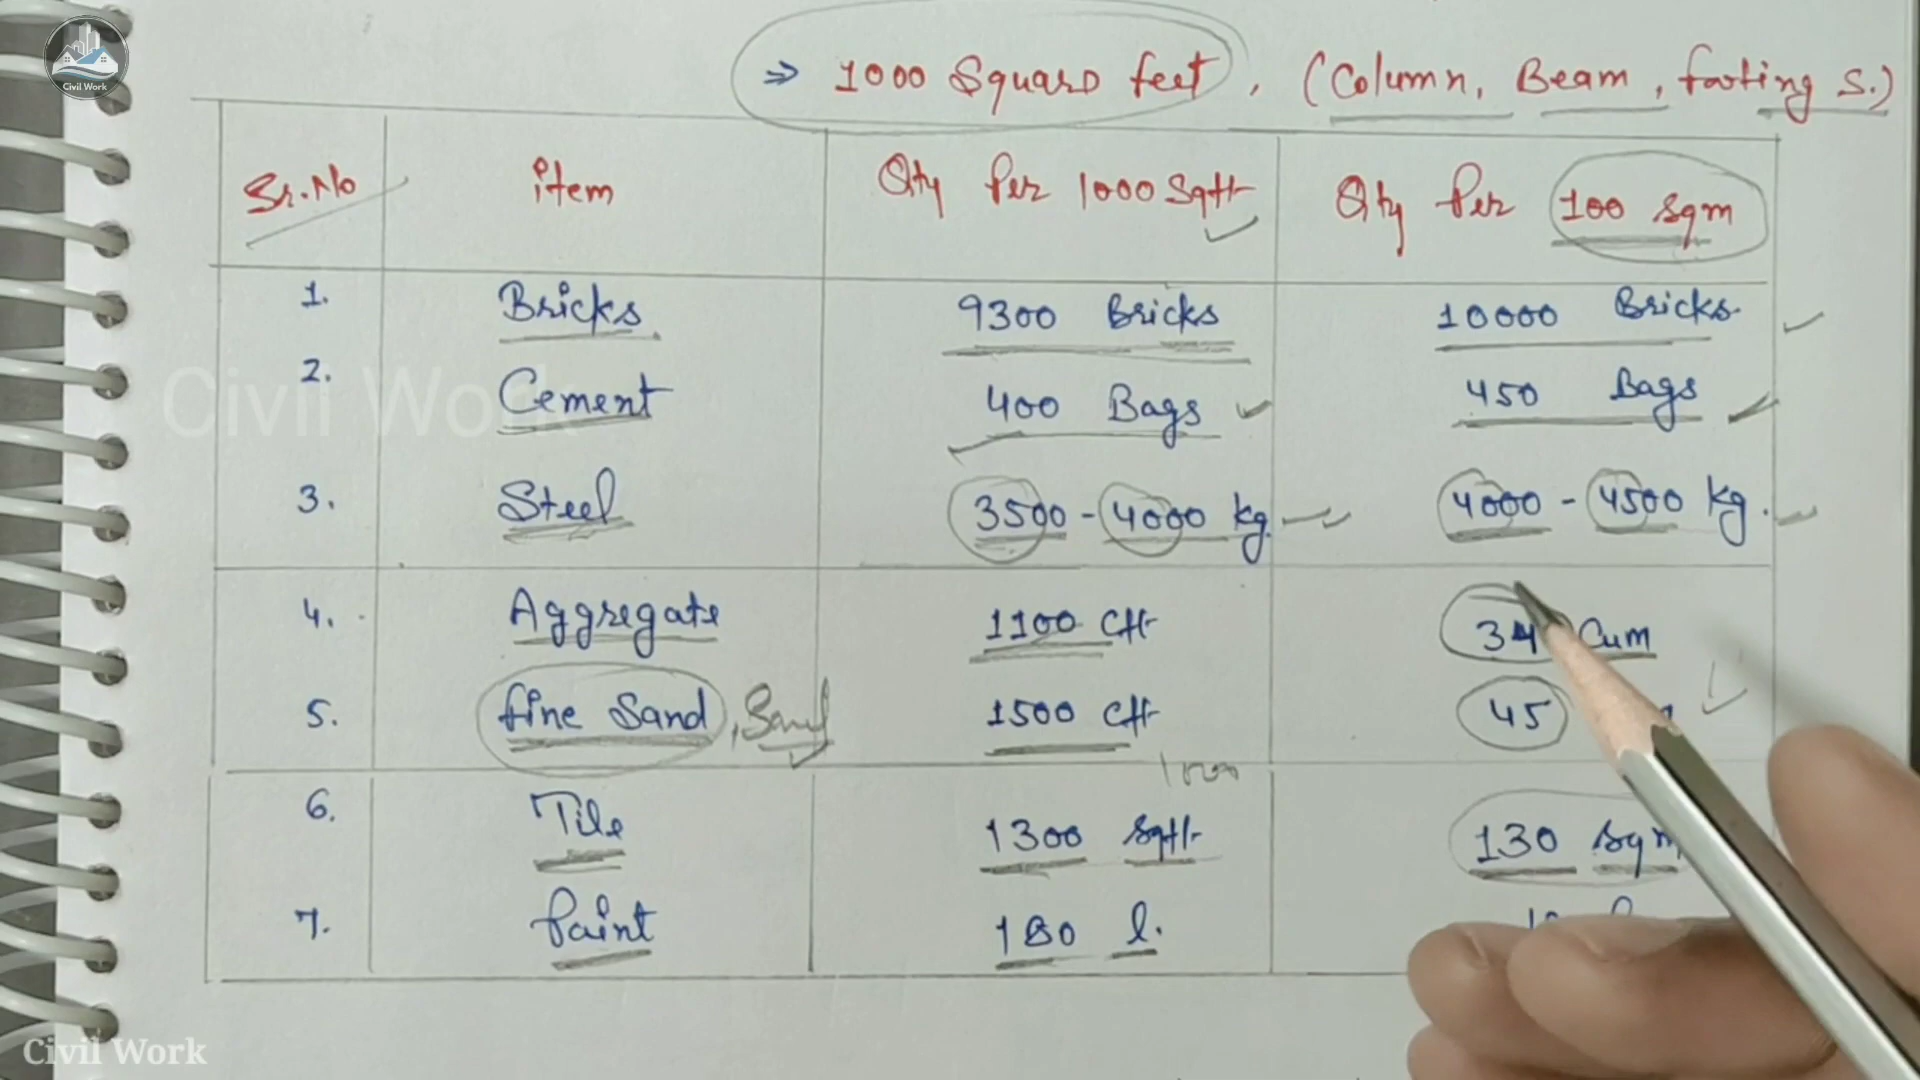 Civil Work
⇒ 1000 Square feet, (Column, Beam, footing S.)
Sr.No item Qty Per 1000 Sqft Qty Per 100 sqm
1. Bricks 9300 Bricks 10000 Bricks
2. Cement 400 Bags 450 Bags
Civil Work
3. Steel 3500 - 4000 kg. 4000 - 4500 kg.
4. Aggregate 1100 Cft 34 Cum
5. fine Sand, Sand 1500 Cft 45
6. Tile 1300 Sqft 130 Sqm
7. Paint 180 l.
Civil Work